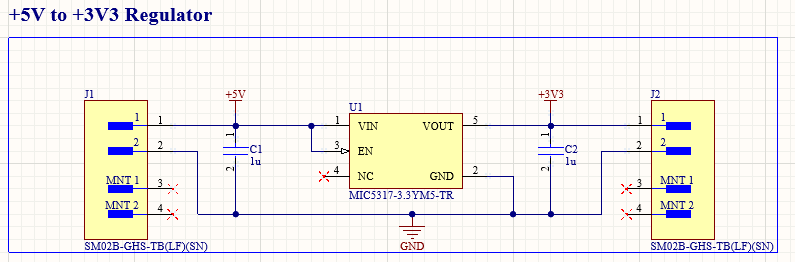 +5V to +3V3 Regulator
J1
+5V
U1
+3V3
J2
1
1
1
VIN
VOUT
5
1
1
2
2
1
C1
1u
2
3
EN
1
C2
1u
2
2
2
MNT 1
3
4
NC
GND
2
3
MNT 1
MNT 2
4
MIC5317-3.3YM5-TR
4
MNT 2
GND
SM02B-GHS-TB(LF)(SN)
SM02B-GHS-TB(LF)(SN)